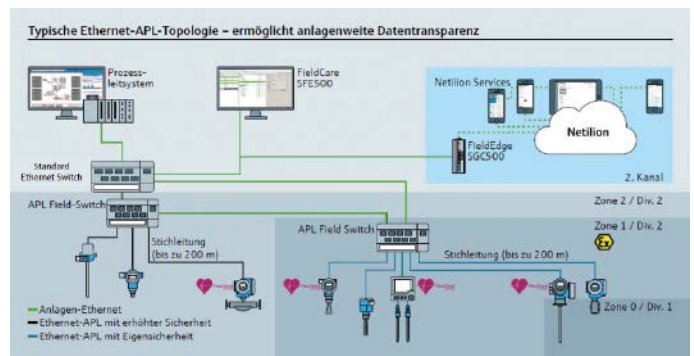 Typische Ethernet-APL-Topologie – ermöglicht anlagenweite Datentransparenz
Prozess-
leitsystem
FieldCare
SFE500
Netilion Services
Netilion
FieldEdge
SGC500
2. Kanal
Standard
Ethernet Switch
Zone 2 / Div. 2
APL Field-Switch
APL Field Switch
Zone 1 / Div. 2
Ex
Stichleitung
(bis zu 200 m)
Stichleitung (bis zu 200 m)
Zone 0 / Div. 1
Anlagen-Ethernet
Ethernet-APL mit erhöhter Sicherheit
Ethernet-APL mit Eigensicherheit